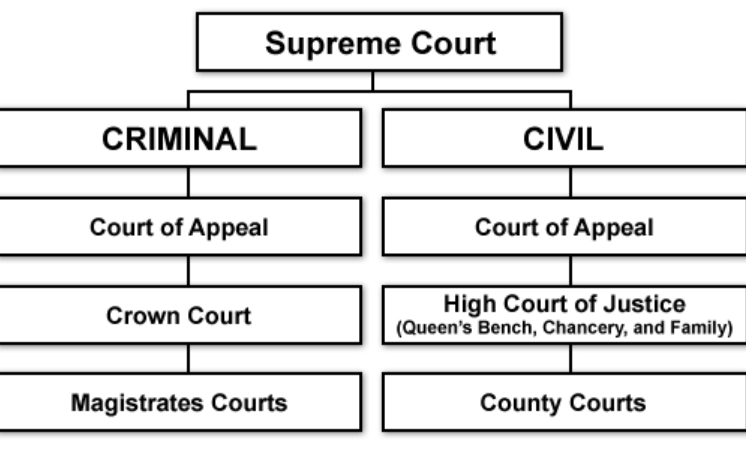 Supreme Court
CRIMINAL
CIVIL
Court of Appeal
Court of Appeal
Crown Court
High Court of Justice
(Queen's Bench, Chancery, and Family)
Magistrates Courts
County Courts